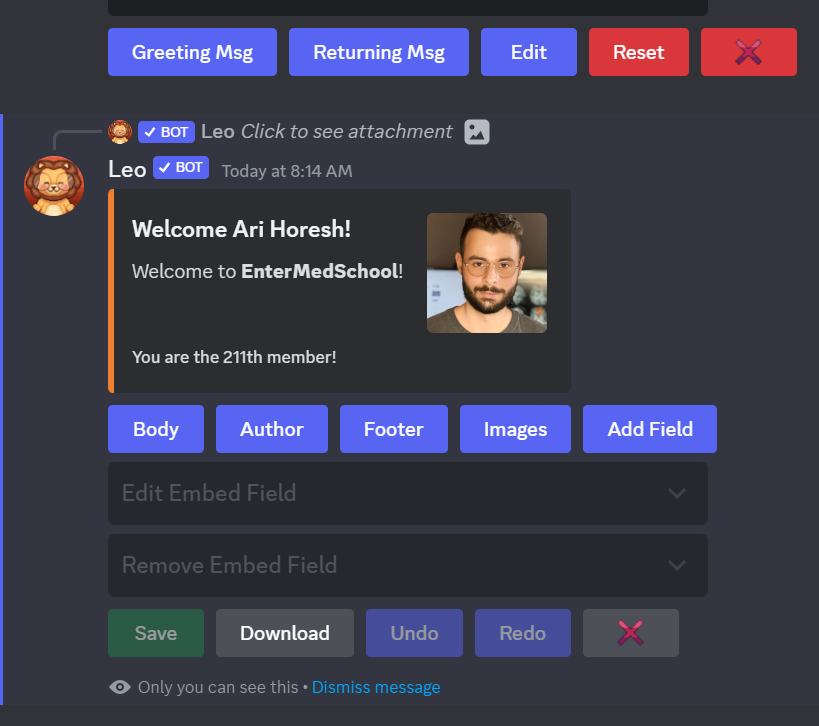 Greeting Msg Returning Msg Edit Reset
BOT Leo Click to see attachment
Leo BOT Today at 8:14 AM
Welcome Ari Horesh!
Welcome to EnterMedSchool!
You are the 211th member!
Body Author Footer Images Add Field
Edit Embed Field
Remove Embed Field
Save Download Undo Redo
Only you can see this • Dismiss message